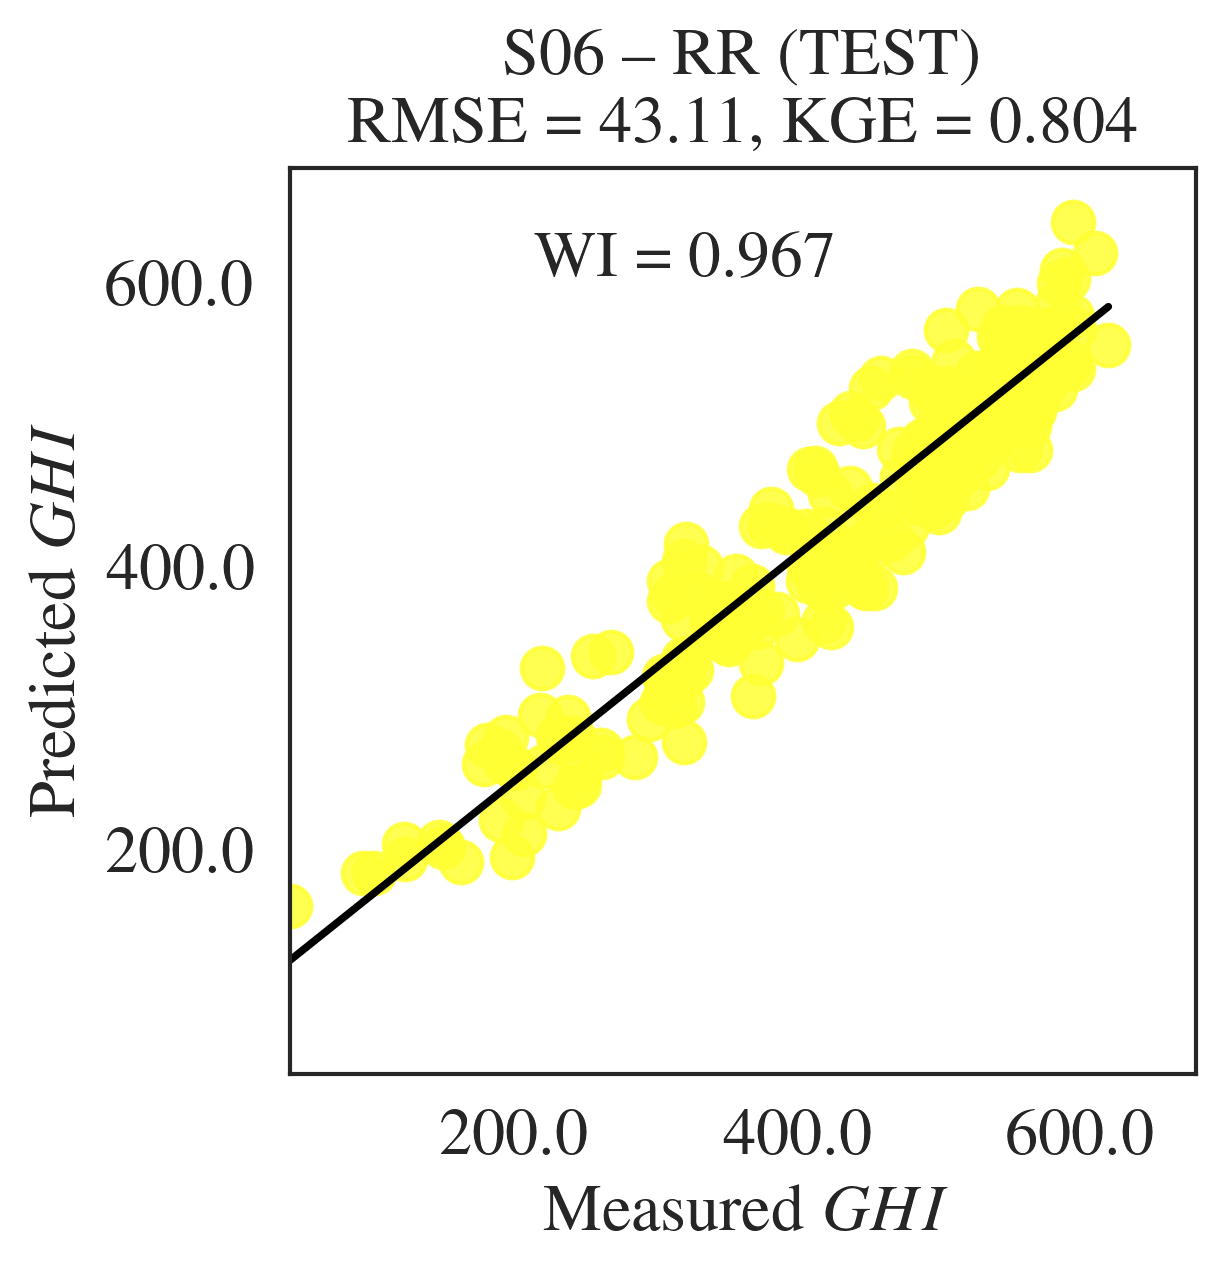 S06 – RR (TEST)
RMSE = 43.11, KGE = 0.804
WI = 0.967
600.0
400.0
200.0
Predicted GHI
200.0 400.0 600.0
Measured GHI